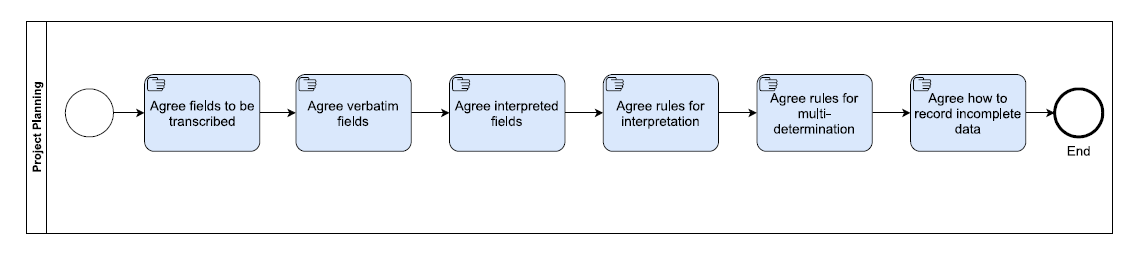 Project Planning
Agree fields to be
transcribed
Agree verbatim
fields
Agree interpreted
fields
Agree rules for
interpretation
Agree rules for
multi-
determination
Agree how to
record incomplete
data
End